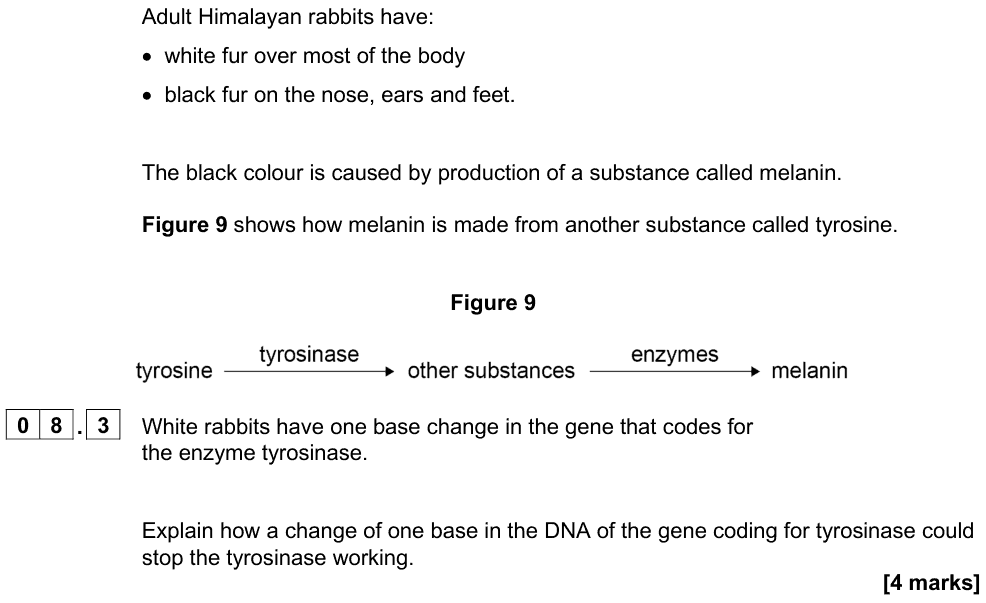 Adult Himalayan rabbits have:
• white fur over most of the body
• black fur on the nose, ears and feet.
The black colour is caused by production of a substance called melanin.
Figure 9 shows how melanin is made from another substance called tyrosine.
Figure 9
tyrosine tyrosinase other substances enzymes melanin
0 8 . 3 White rabbits have one base change in the gene that codes for
the enzyme tyrosinase.
Explain how a change of one base in the DNA of the gene coding for tyrosinase could
stop the tyrosinase working.
[4 marks]